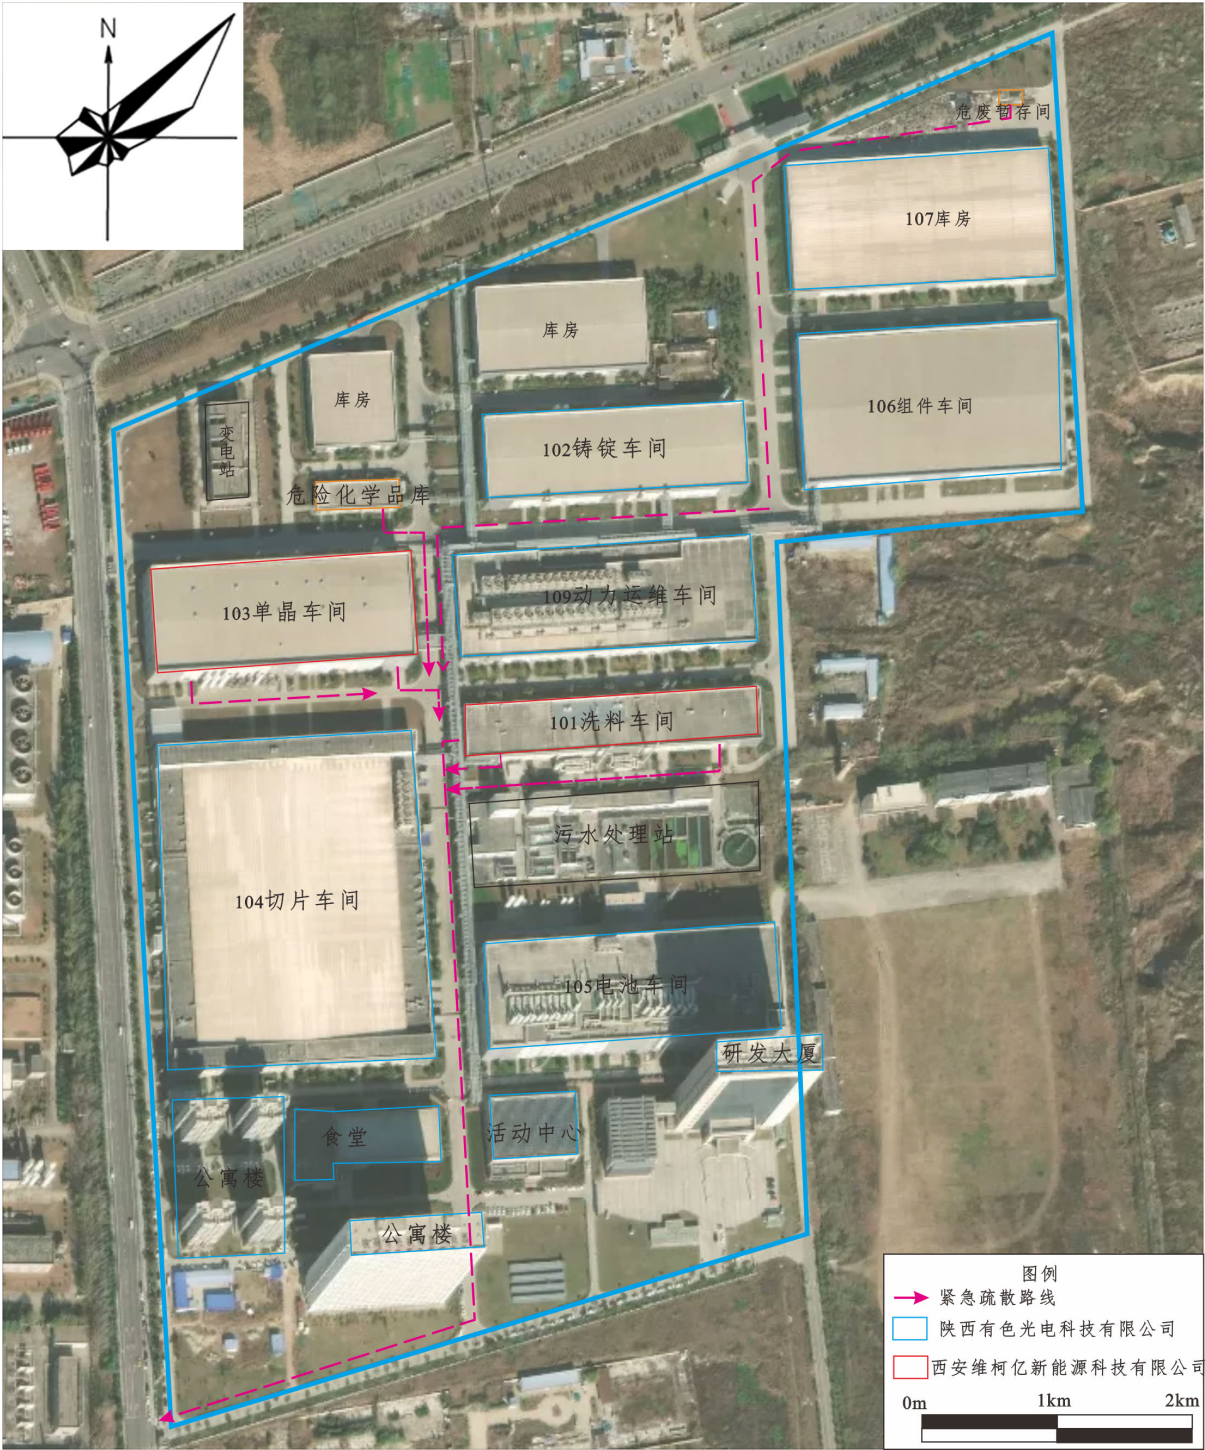 N
危废暂存间
107库房
库房
库房
106组件车间
变电站
102铸锭车间
危险化学品库
109动力运维车间
103单晶车间
101洗料车间
污水处理站
104切片车间
105电池车间
研发大厦
食堂
活动中心
公寓楼
公寓楼
图例
紧急疏散路线
陕西有色光电科技有限公司
西安维柯亿新能源科技有限公司
0m 1km 2km